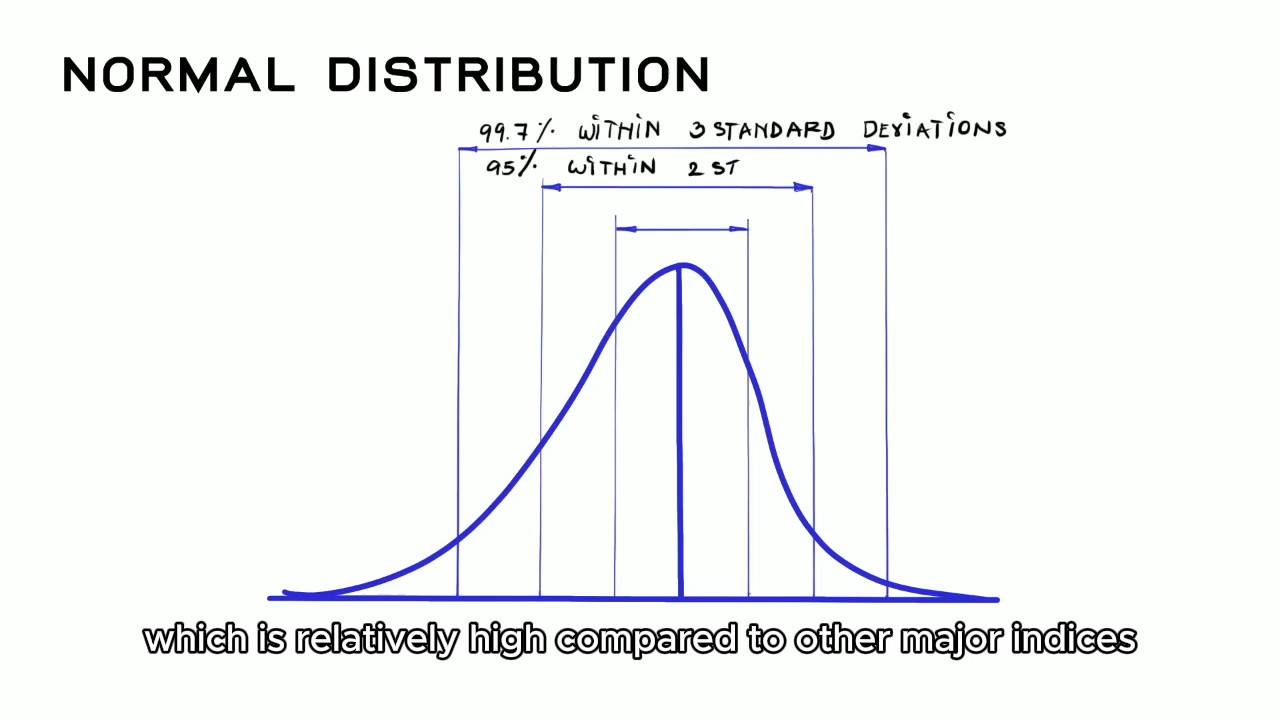 NORMAL DISTRIBUTION
99.7% WITHIN 3 STANDARD DEVIATIONS
95% WITHIN 2 ST
which is relatively high compared to other major indices